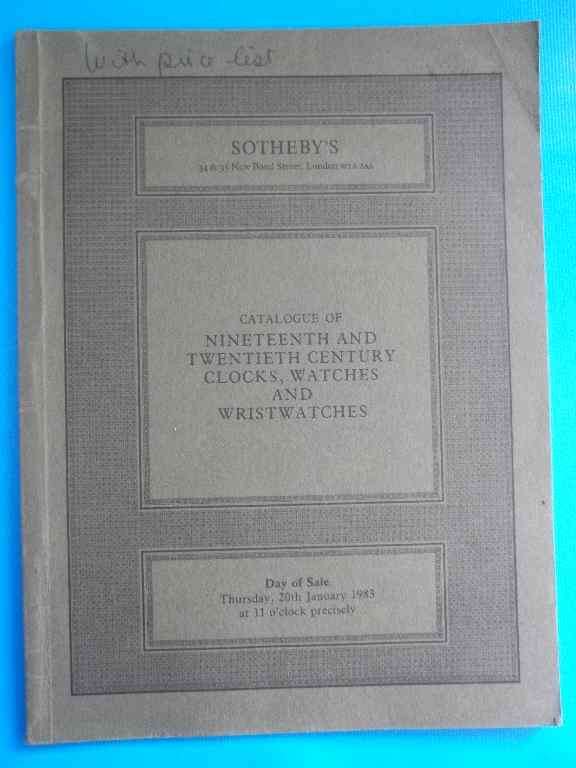 With price list
SOTHEBY'S
34 & 35 New Bond Street, London W1A 2AA
CATALOGUE OF
NINETEENTH AND
TWENTIETH CENTURY
CLOCKS, WATCHES
AND
WRISTWATCHES
Day of Sale
Thursday, 20th January 1983
at 11 o'clock precisely